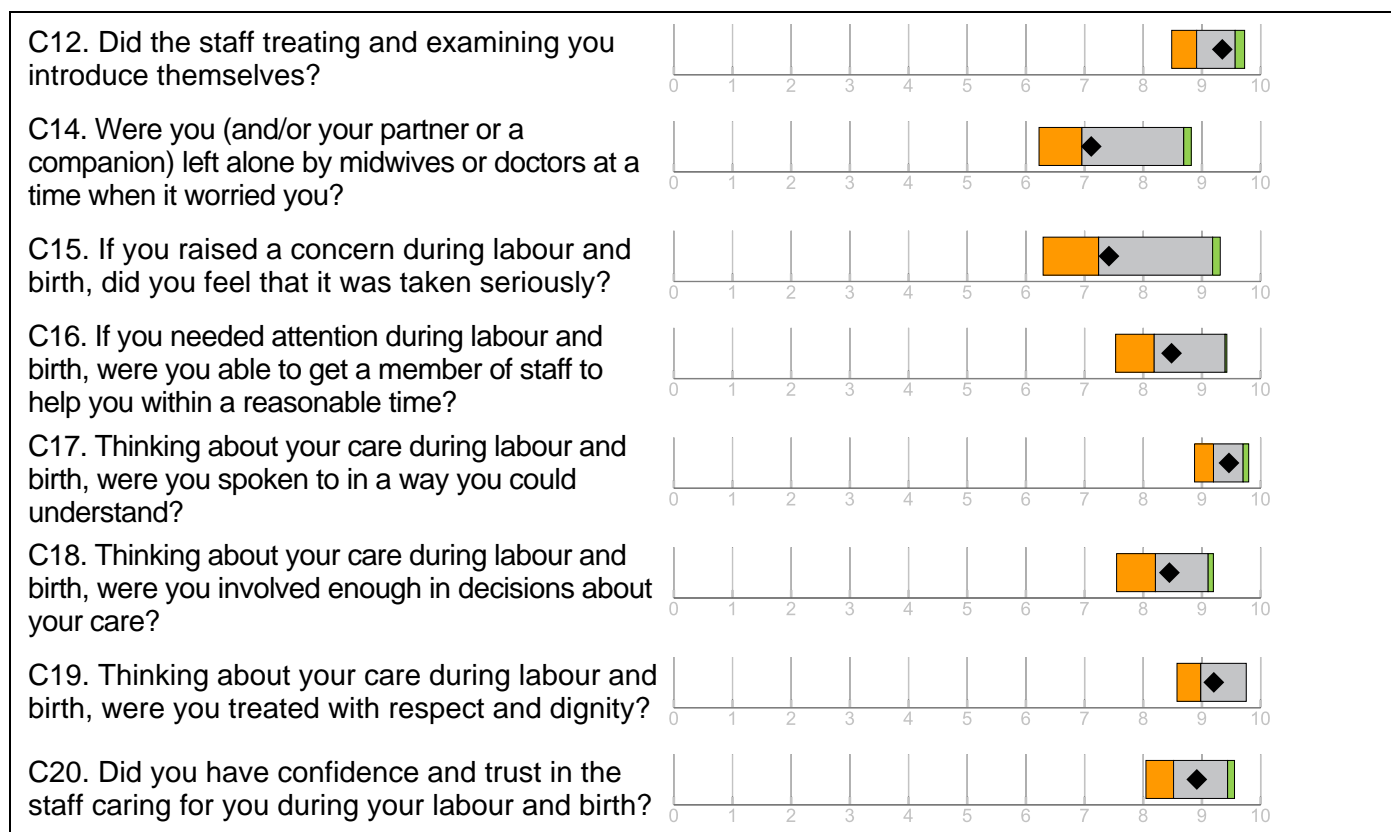 C12. Did the staff treating and examining you
introduce themselves?
0 1 2 3 4 5 6 7 8 9 10
C14. Were you (and/or your partner or a
companion) left alone by midwives or doctors at a
time when it worried you?
0 1 2 3 4 5 6 7 8 9 10
C15. If you raised a concern during labour and
birth, did you feel that it was taken seriously?
0 1 2 3 4 5 6 7 8 9 10
C16. If you needed attention during labour and
birth, were you able to get a member of staff to
help you within a reasonable time?
0 1 2 3 4 5 6 7 8 9 10
C17. Thinking about your care during labour and
birth, were you spoken to in a way you could
understand?
0 1 2 3 4 5 6 7 8 9 10
C18. Thinking about your care during labour and
birth, were you involved enough in decisions about
your care?
0 1 2 3 4 5 6 7 8 9 10
C19. Thinking about your care during labour and
birth, were you treated with respect and dignity?
0 1 2 3 4 5 6 7 8 9 10
C20. Did you have confidence and trust in the
staff caring for you during your labour and birth?
0 1 2 3 4 5 6 7 8 9 10